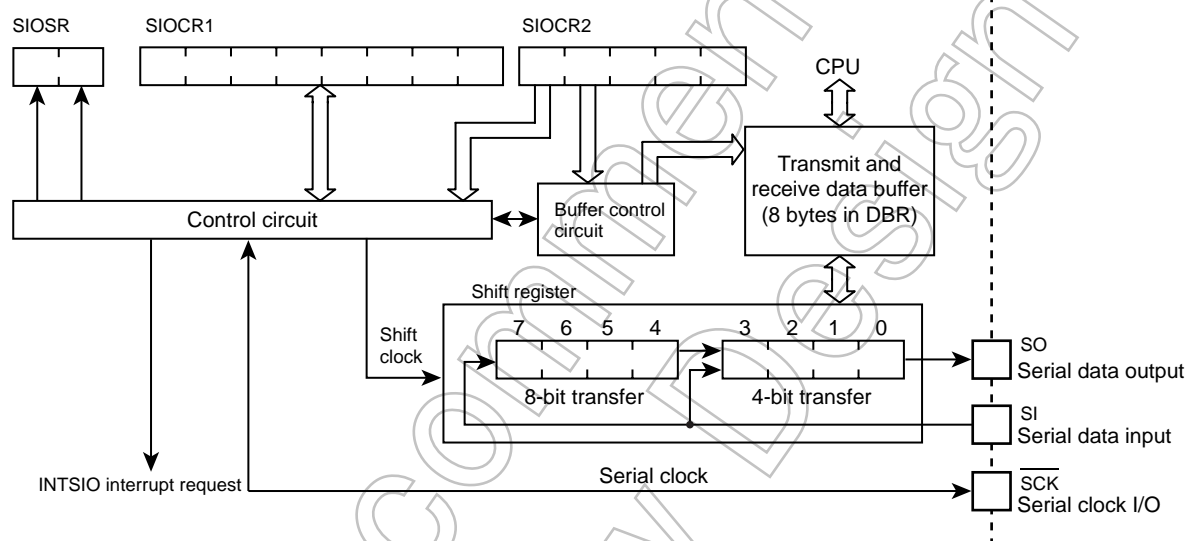 SIOSR
SIOCR1
SIOCR2
CPU
Transmit and
receive data buffer
(8 bytes in DBR)
Control circuit
Buffer control
circuit
Shift register
7 6 5 4 3 2 1 0
Shift
clock
8-bit transfer
4-bit transfer
SO
Serial data output
SI
Serial data input
INTSIO interrupt request
Serial clock
SCK
Serial clock I/O